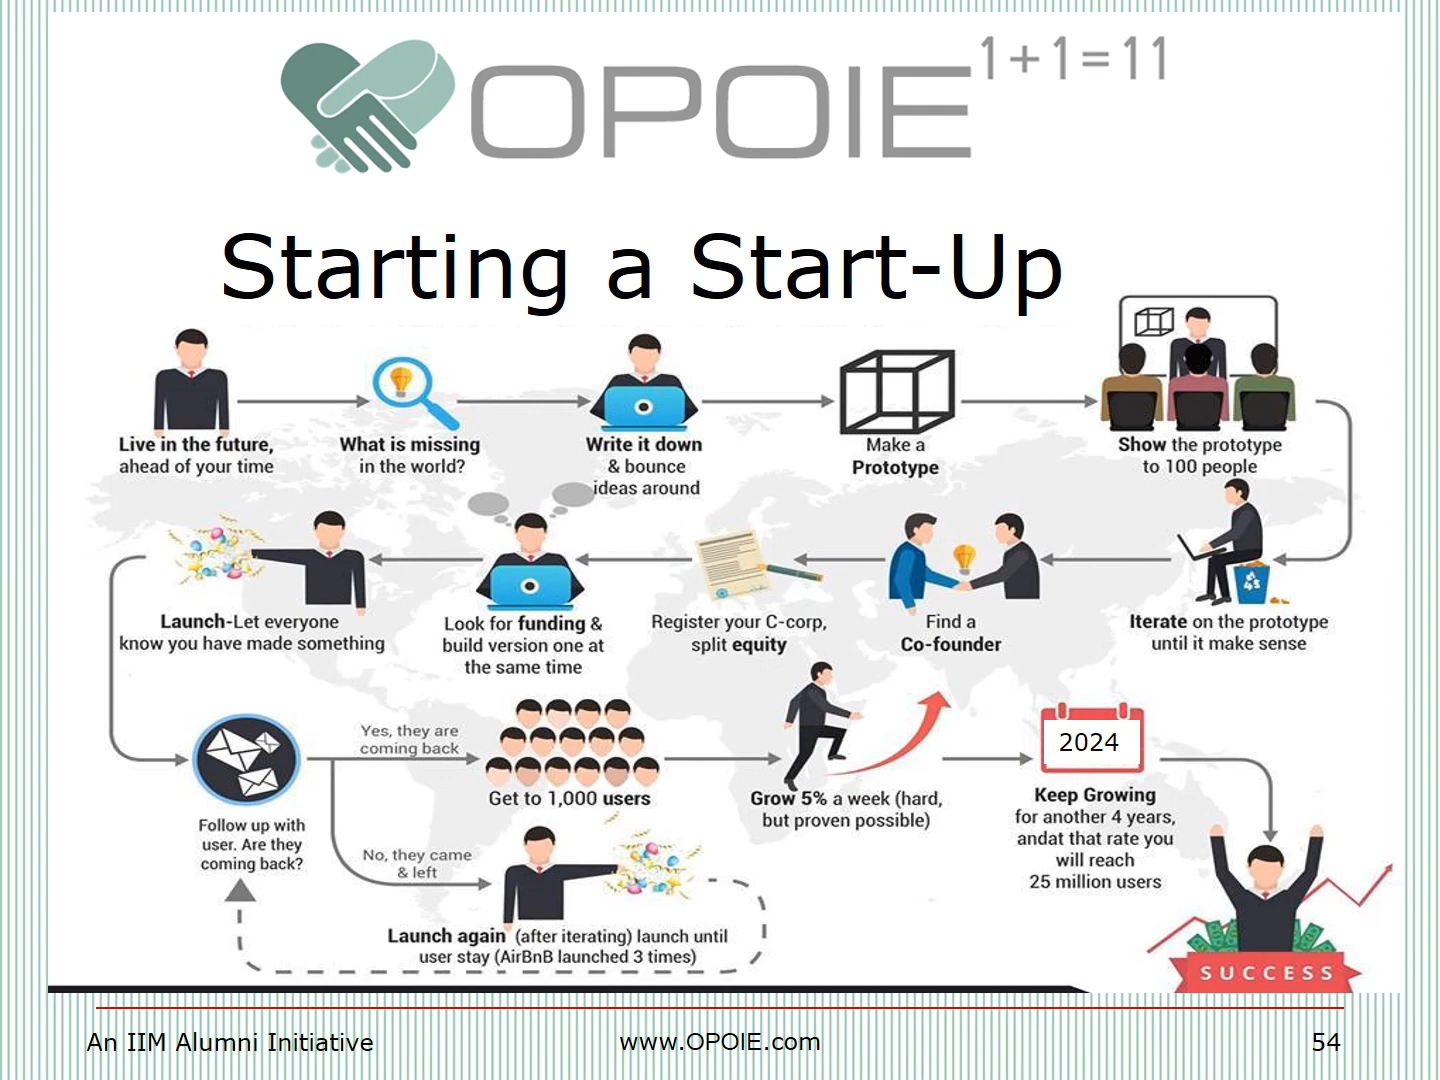 OPOIE 1+1=11
Starting a Start-Up
Live in the future,
ahead of your time
What is missing
in the world?
Write it down
& bounce
ideas around
Make a
Prototype
Show the prototype
to 100 people
Iterate on the prototype
until it make sense
Find a
Co-founder
Register your C-corp,
split equity
Look for funding &
build version one at
the same time
Launch-Let everyone
know you have made something
Follow up with
user. Are they
coming back?
Yes, they are
coming back
Get to 1,000 users
No, they came
& left
Launch again (after iterating) launch until
user stay (AirBnB launched 3 times)
Grow 5% a week (hard,
but proven possible)
2024
Keep Growing
for another 4 years,
andat that rate you
will reach
25 million users
SUCCESS
An IIM Alumni Initiative
www.OPOIE.com
54